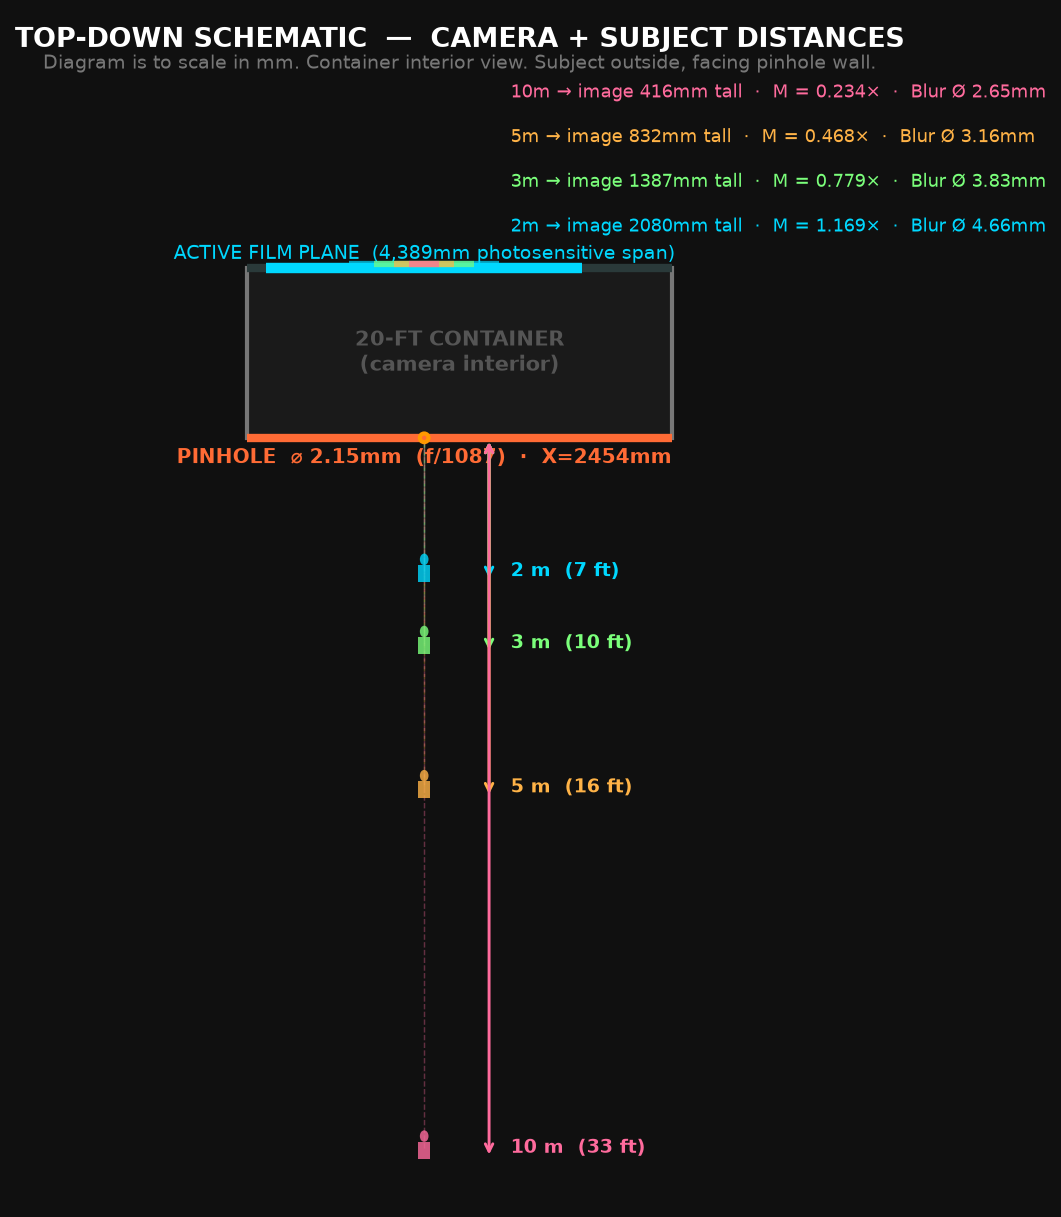 TOP-DOWN SCHEMATIC — CAMERA + SUBJECT DISTANCES
Diagram is to scale in mm. Container interior view. Subject outside, facing pinhole wall.
10m → image 416mm tall · M = 0.234× · Blur Ø 2.65mm
5m → image 832mm tall · M = 0.468× · Blur Ø 3.16mm
3m → image 1387mm tall · M = 0.779× · Blur Ø 3.83mm
2m → image 2080mm tall · M = 1.169× · Blur Ø 4.66mm
ACTIVE FILM PLANE (4,389mm photosensitive span)
20-FT CONTAINER
(camera interior)
PINHOLE ⌀ 2.15mm (f/1087) · X=2454mm
2 m (7 ft)
3 m (10 ft)
5 m (16 ft)
10 m (33 ft)